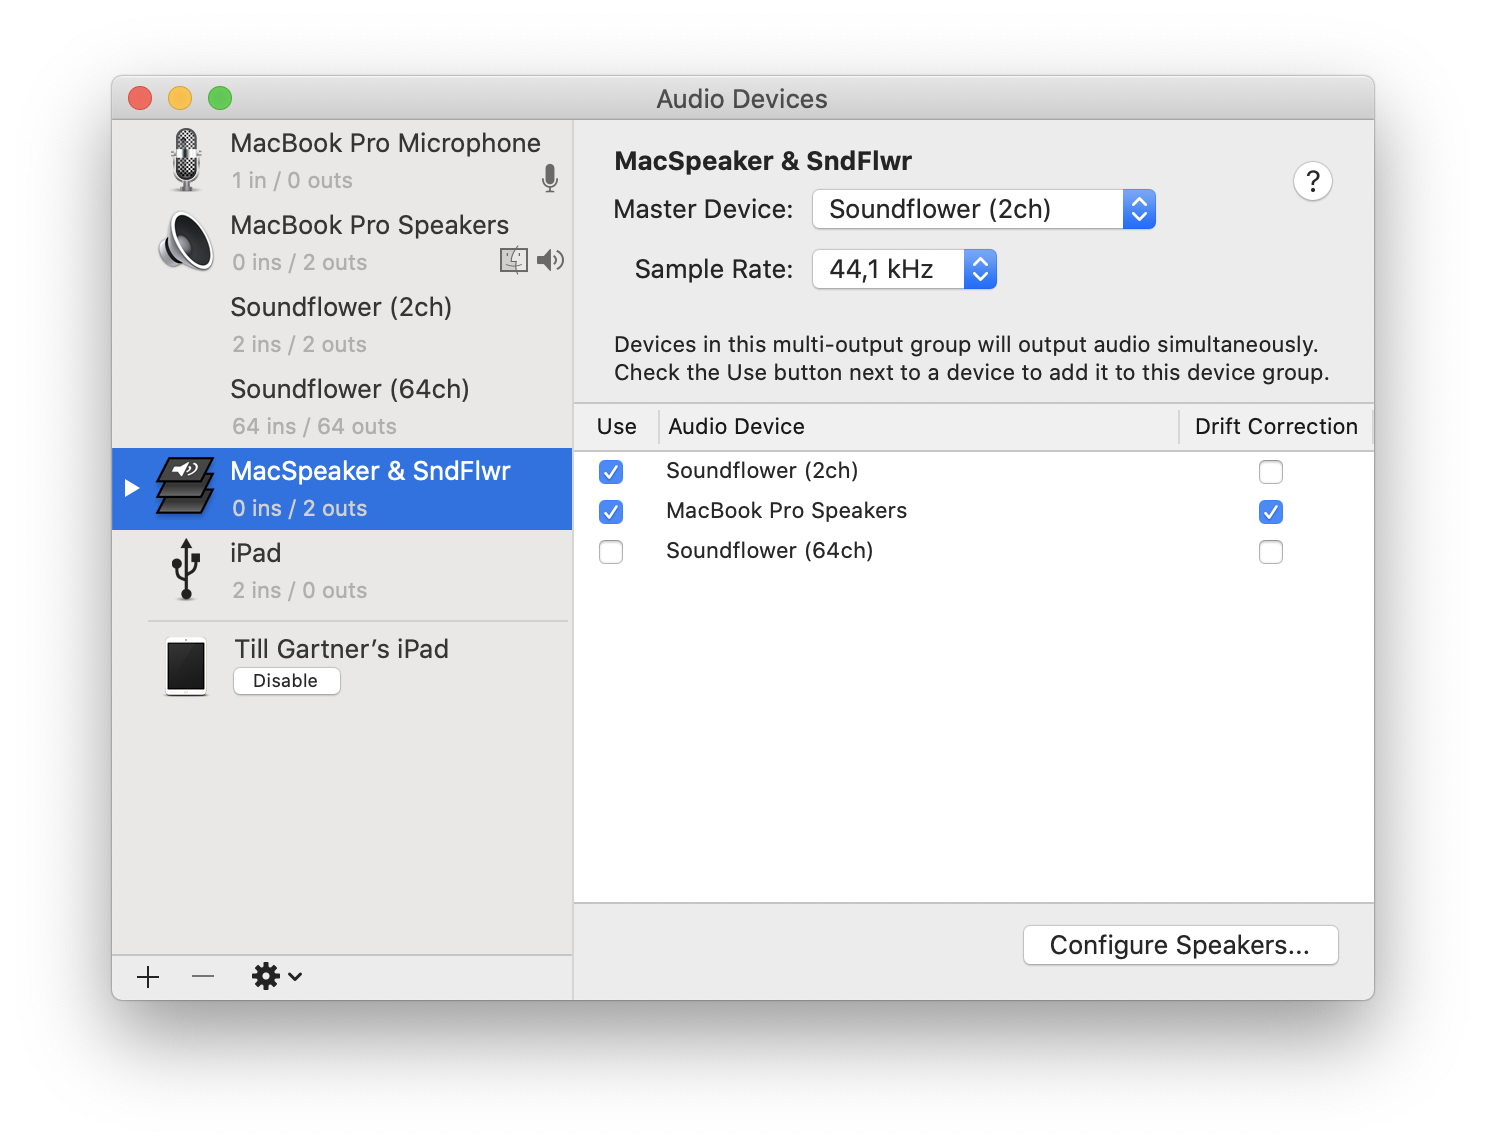 Audio Devices
MacBook Pro Microphone
1 in / 0 outs
MacBook Pro Speakers
0 ins / 2 outs
Soundflower (2ch)
2 ins / 2 outs
Soundflower (64ch)
64 ins / 64 outs
MacSpeaker & SndFlwr
0 ins / 2 outs
iPad
2 ins / 0 outs
Till Gartner’s iPad
Disable
MacSpeaker & SndFlwr
?
Master Device: Soundflower (2ch)
Sample Rate: 44,1 kHz
Devices in this multi-output group will output audio simultaneously.
Check the Use button next to a device to add it to this device group.
Use Audio Device Drift Correction
Soundflower (2ch)
MacBook Pro Speakers
Soundflower (64ch)
Configure Speakers...